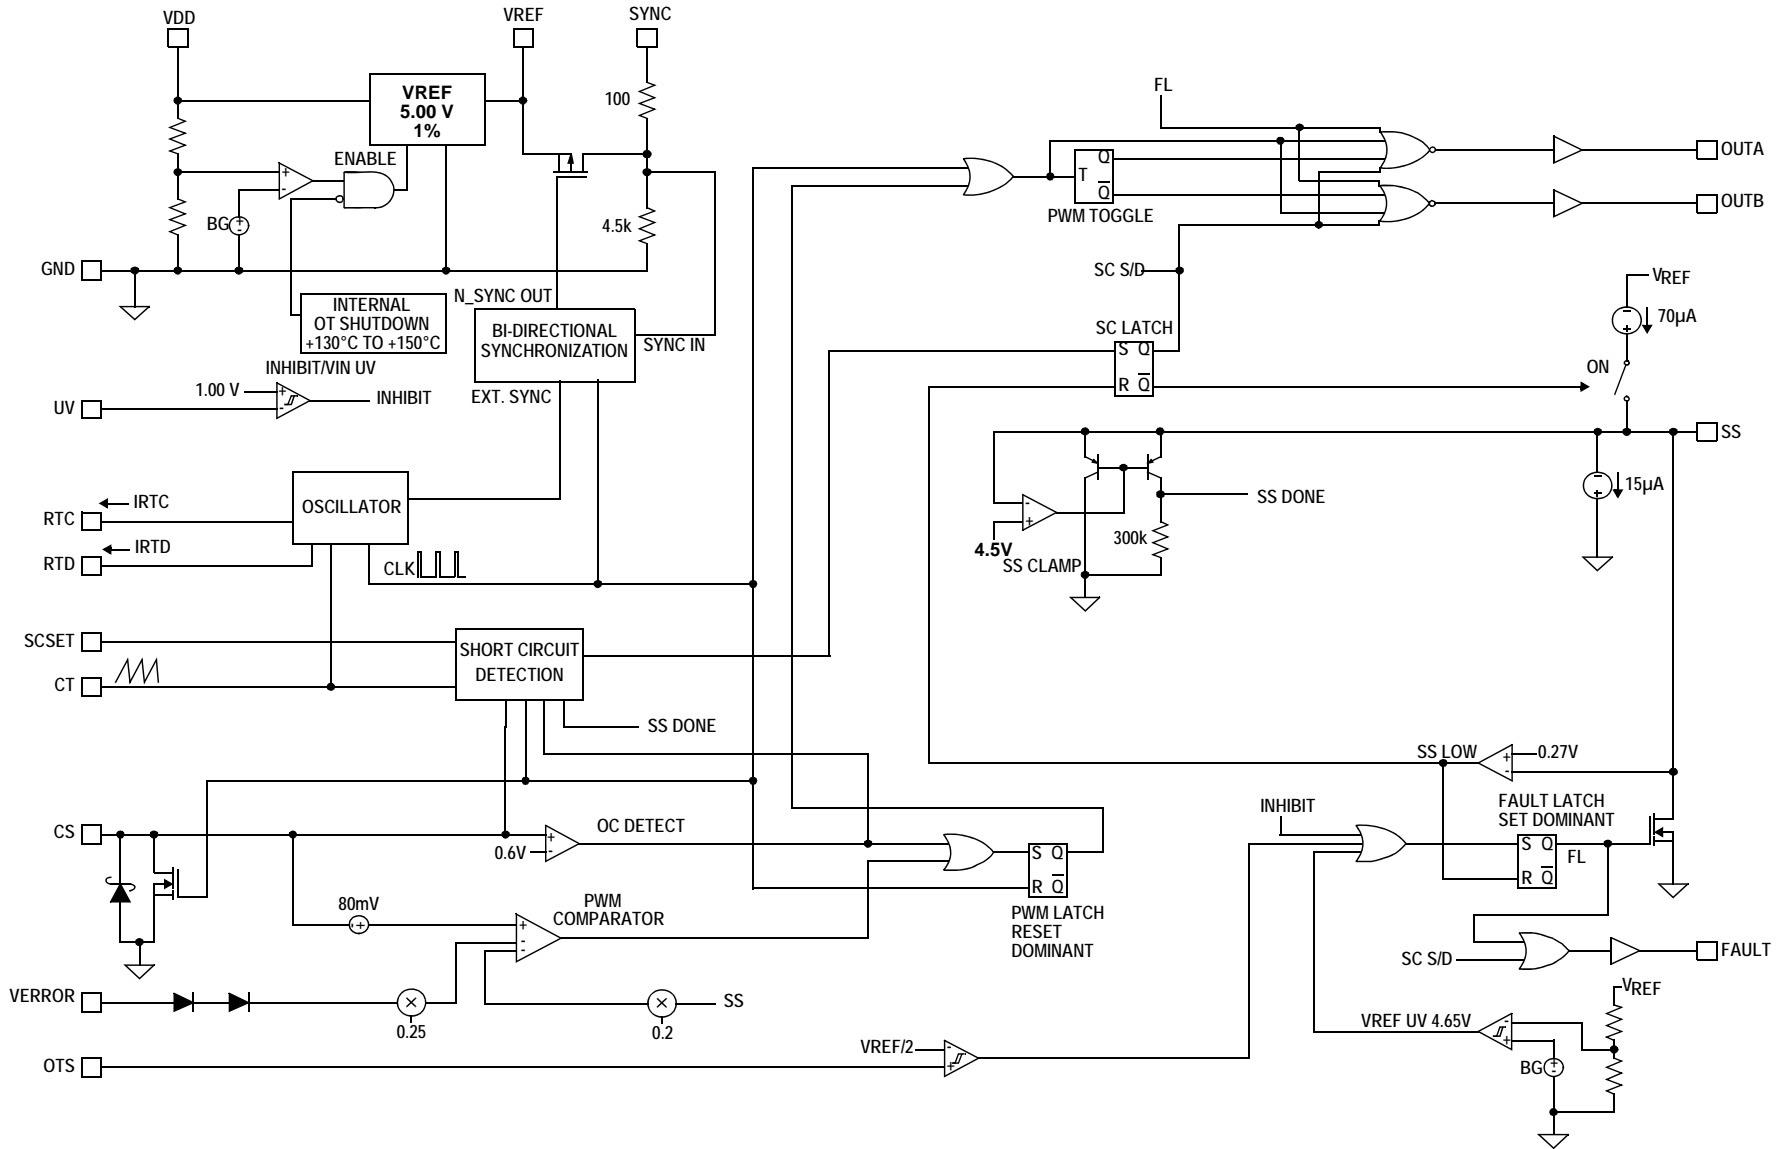 VDD
VREF
SYNC
VREF
5.00 V
1%
100
FL
ENABLE
OUTA
Q
T
Q
PWM TOGGLE
OUTB
BG
+
-
4.5k
GND
SC S/D
VREF
N_SYNC OUT
INTERNAL
OT SHUTDOWN
+130°C TO +150°C
BI-DIRECTIONAL
SYNCHRONIZATION
SYNC IN
70µA
SC LATCH
S Q
R Q
ON
INHIBIT/VIN UV
1.00 V
INHIBIT
EXT. SYNC
UV
SS
15µA
SS DONE
OSCILLATOR
IRTC
RTC
IRTD
RTD
4.5V
300k
SS CLAMP
CLK
SCSET
SHORT CIRCUIT
DETECTION
CT
SS DONE
SS LOW
0.27V
INHIBIT
FAULT LATCH
SET DOMINANT
CS
OC DETECT
0.6V
S Q
FL
R Q
S Q
R Q
80mV
PWM
COMPARATOR
PWM LATCH
RESET
DOMINANT
SC S/D
FAULT
VERROR
0.25
SS
0.2
VREF
VREF UV 4.65V
VREF/2
OTS
BG